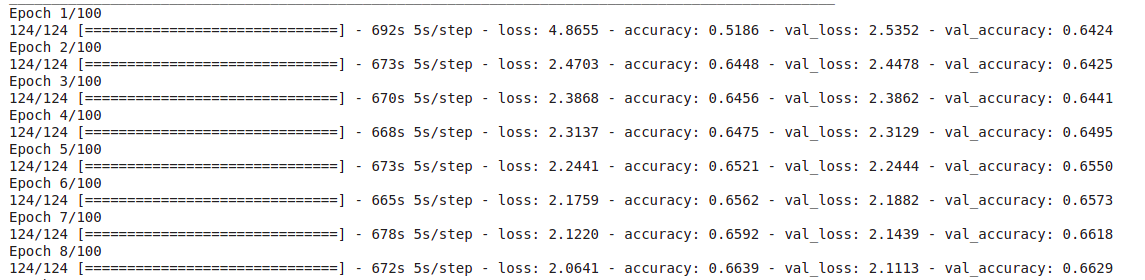 Epoch 1/100
124/124 [==============================] - 692s 5s/step - loss: 4.8655 - accuracy: 0.5186 - val_loss: 2.5352 - val_accuracy: 0.6424
Epoch 2/100
124/124 [==============================] - 673s 5s/step - loss: 2.4703 - accuracy: 0.6448 - val_loss: 2.4478 - val_accuracy: 0.6425
Epoch 3/100
124/124 [==============================] - 670s 5s/step - loss: 2.3868 - accuracy: 0.6456 - val_loss: 2.3862 - val_accuracy: 0.6441
Epoch 4/100
124/124 [==============================] - 668s 5s/step - loss: 2.3137 - accuracy: 0.6475 - val_loss: 2.3129 - val_accuracy: 0.6495
Epoch 5/100
124/124 [==============================] - 673s 5s/step - loss: 2.2441 - accuracy: 0.6521 - val_loss: 2.2444 - val_accuracy: 0.6550
Epoch 6/100
124/124 [==============================] - 665s 5s/step - loss: 2.1759 - accuracy: 0.6562 - val_loss: 2.1882 - val_accuracy: 0.6573
Epoch 7/100
124/124 [==============================] - 678s 5s/step - loss: 2.1220 - accuracy: 0.6592 - val_loss: 2.1439 - val_accuracy: 0.6618
Epoch 8/100
124/124 [==============================] - 672s 5s/step - loss: 2.0641 - accuracy: 0.6639 - val_loss: 2.1113 - val_accuracy: 0.6629